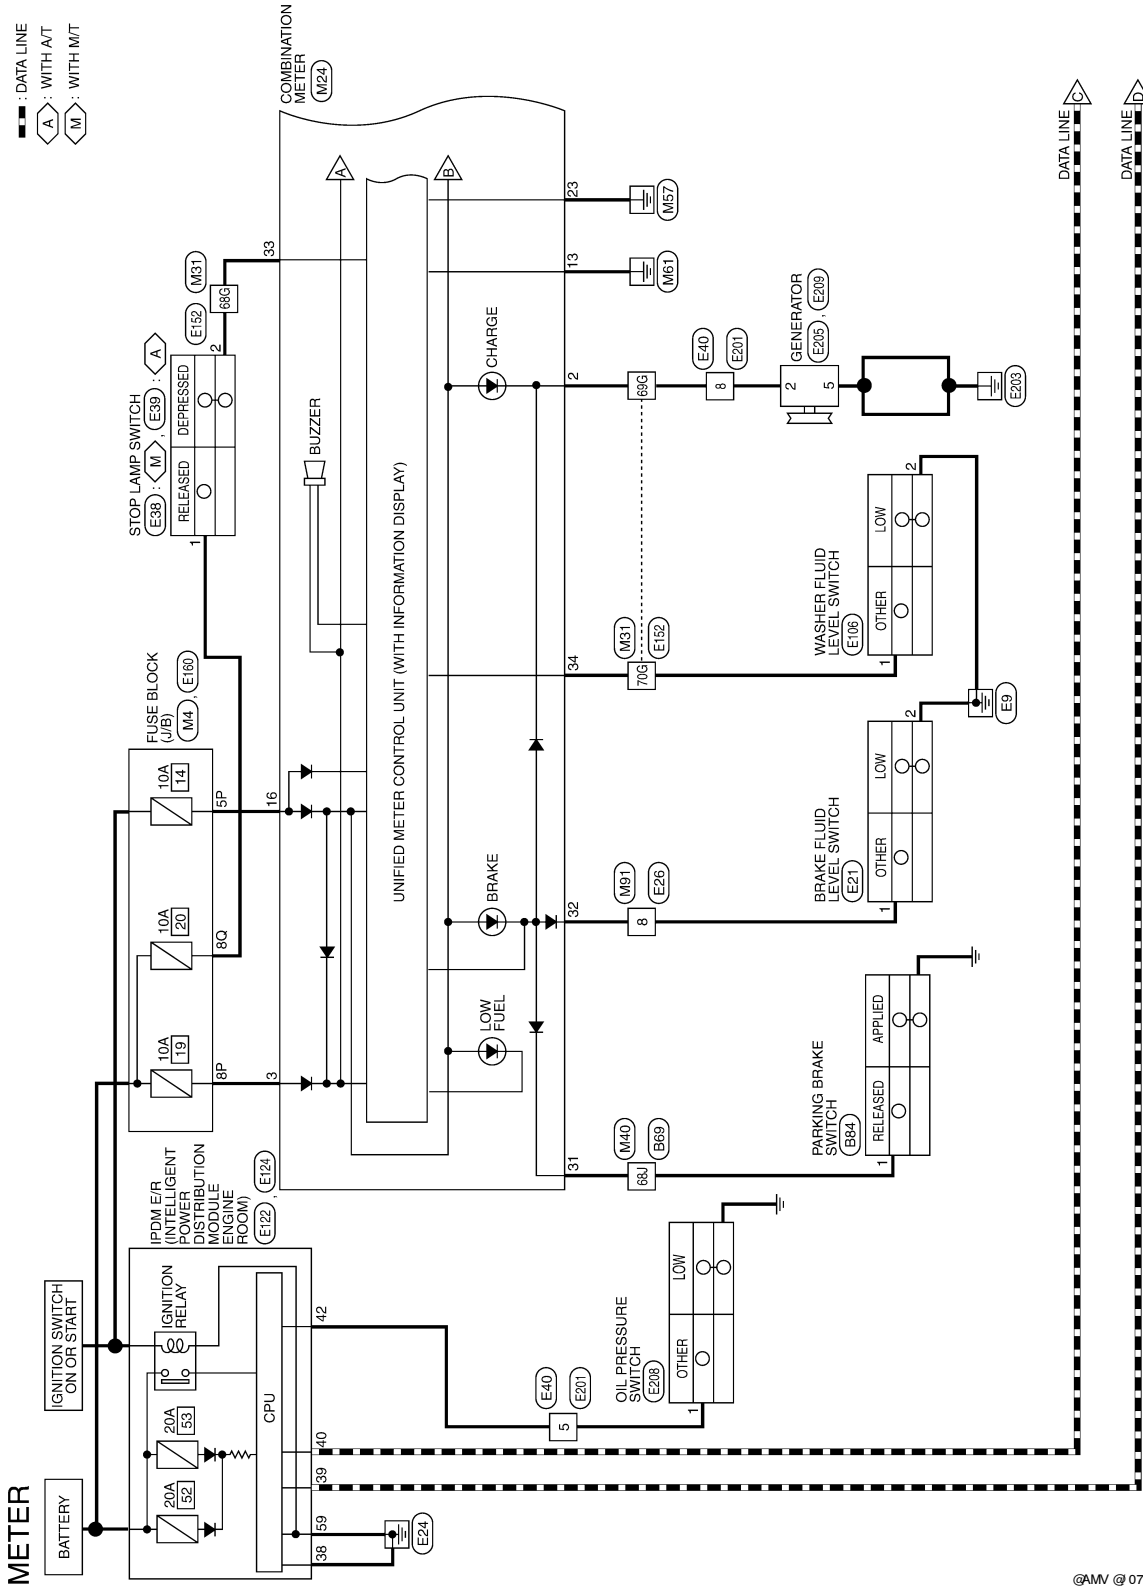 METER
BATTERY
IGNITION SWITCH
ON OR START
: DATA LINE
A : WITH A/T
M : WITH M/T
IPDM E/R
(INTELLIGENT
POWER
DISTRIBUTION
MODULE
ENGINE
ROOM)
E122 , E124
20A
52
20A
53
IGNITION
RELAY
CPU
38
59
39
40
42
E24
FUSE BLOCK
(J/B)
M4 , E160
10A
19
10A
20
10A
14
8P
8Q
5P
STOP LAMP SWITCH
E38 : M , E39 : A
RELEASED
DEPRESSED
1
2
E152
M31
68G
COMBINATION
METER
M24
3
16
33
BUZZER
A
UNIFIED METER CONTROL UNIT (WITH INFORMATION DISPLAY)
B
LOW
FUEL
BRAKE
CHARGE
31
32
34
2
13
23
M40
68J
B69
M91
8
E26
M31
70G
E152
69G
E40
8
E201
M61
M57
E40
5
E201
OIL PRESSURE
SWITCH
E208
OTHER
LOW
1
PARKING BRAKE
SWITCH
B84
RELEASED
APPLIED
1
BRAKE FLUID
LEVEL SWITCH
E21
OTHER
LOW
1
2
E9
WASHER FLUID
LEVEL SWITCH
E106
OTHER
LOW
1
2
GENERATOR
E205 , E209
2
5
E203
DATA LINE
C
DATA LINE
D
@AMV @J 07